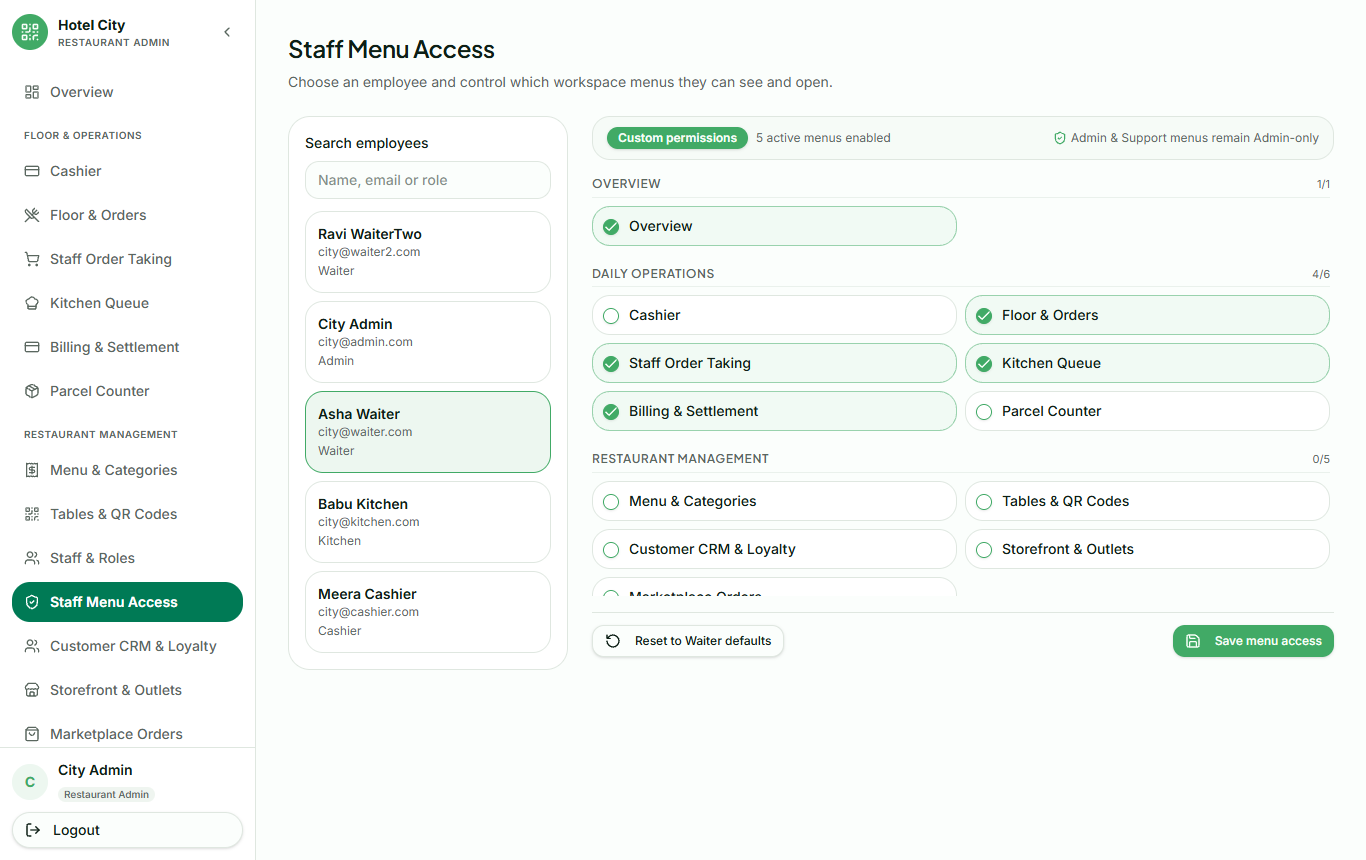 Hotel City
RESTAURANT ADMIN
Overview
FLOOR & OPERATIONS
Cashier
Floor & Orders
Staff Order Taking
Kitchen Queue
Billing & Settlement
Parcel Counter
RESTAURANT MANAGEMENT
Menu & Categories
Tables & QR Codes
Staff & Roles
Staff Menu Access
Customer CRM & Loyalty
Storefront & Outlets
Marketplace Orders
C
City Admin
Restaurant Admin
Logout
Staff Menu Access
Choose an employee and control which workspace menus they can see and open.
Search employees
Name, email or role
Ravi WaiterTwo
city@waiter2.com
Waiter
City Admin
city@admin.com
Admin
Asha Waiter
city@waiter.com
Waiter
Babu Kitchen
city@kitchen.com
Kitchen
Meera Cashier
city@cashier.com
Cashier
Custom permissions 5 active menus enabled Admin & Support menus remain Admin-only
OVERVIEW 1/1
Overview
DAILY OPERATIONS 4/6
Cashier Floor & Orders
Staff Order Taking Kitchen Queue
Billing & Settlement Parcel Counter
RESTAURANT MANAGEMENT 0/5
Menu & Categories Tables & QR Codes
Customer CRM & Loyalty Storefront & Outlets
Marketplace Orders
Reset to Waiter defaults Save menu access